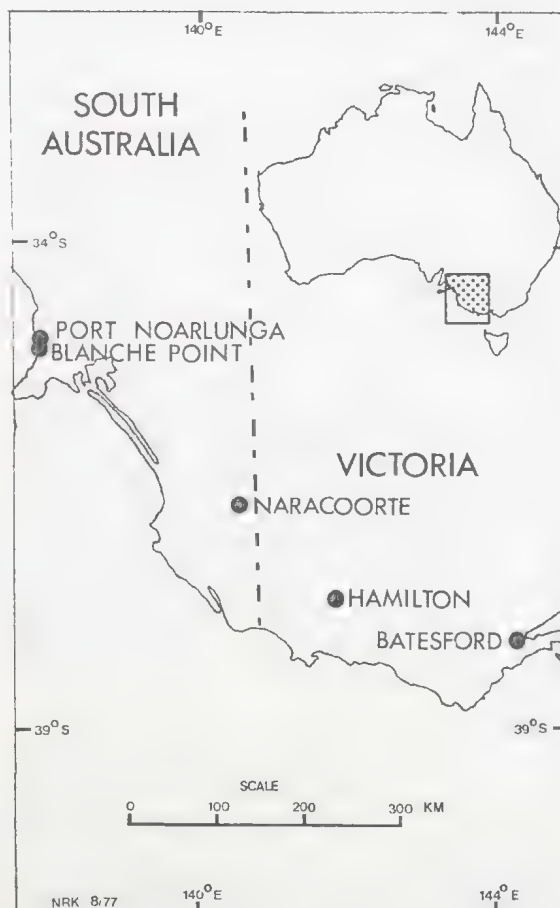 140°E 144°E
SOUTH
AUSTRALIA
34°S
PORT NOARLUNGA
BLANCHE POINT
VICTORIA
NARACOORTE
HAMILTON
BATESFORD
39°S 39°S
SCALE
0 100 200 300 KM
NRK 8/77 140°E 144°E